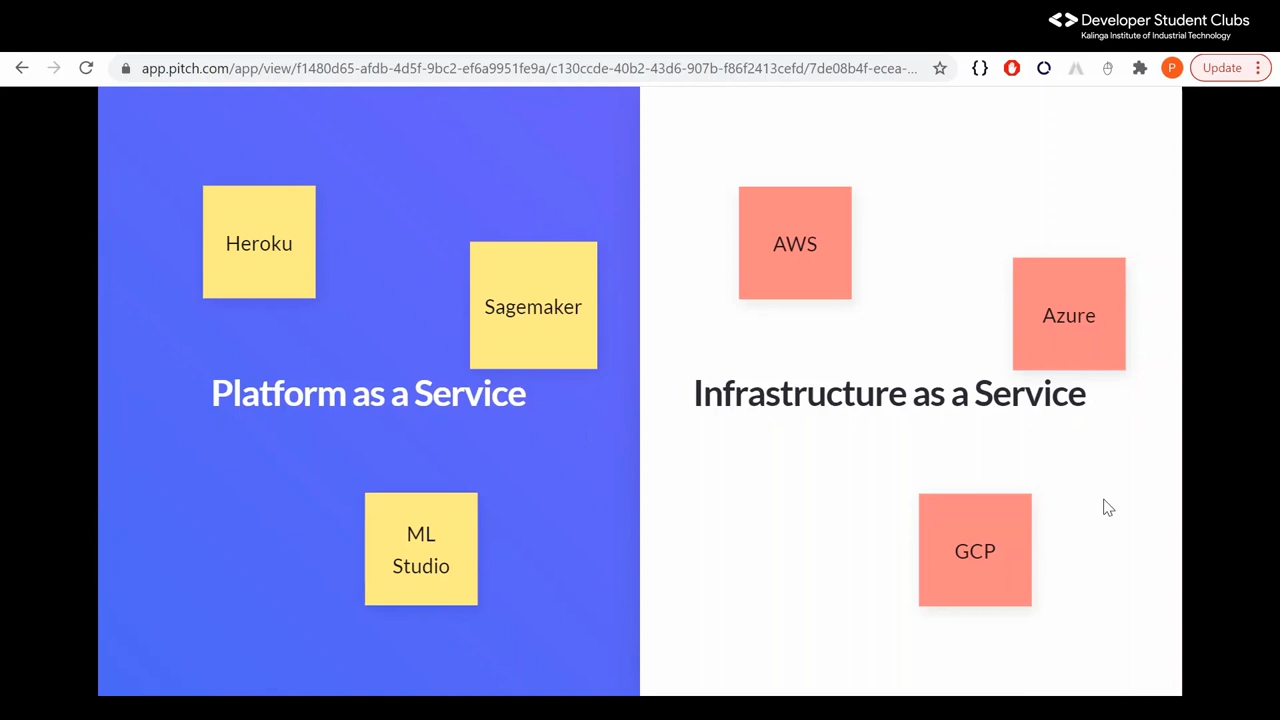 Developer Student Clubs
Kalinga Institute of Industrial Technology
app.pitch.com/app/view/f1480d65-afdb-4d5f-9bc2-ef6a9951fe9a/c130ccde-40b2-43d6-907b-f86f2413cefd/7de08b4f-ecea-...
P
Update
Heroku
Sagemaker
Platform as a Service
ML
Studio
AWS
Azure
Infrastructure as a Service
GCP